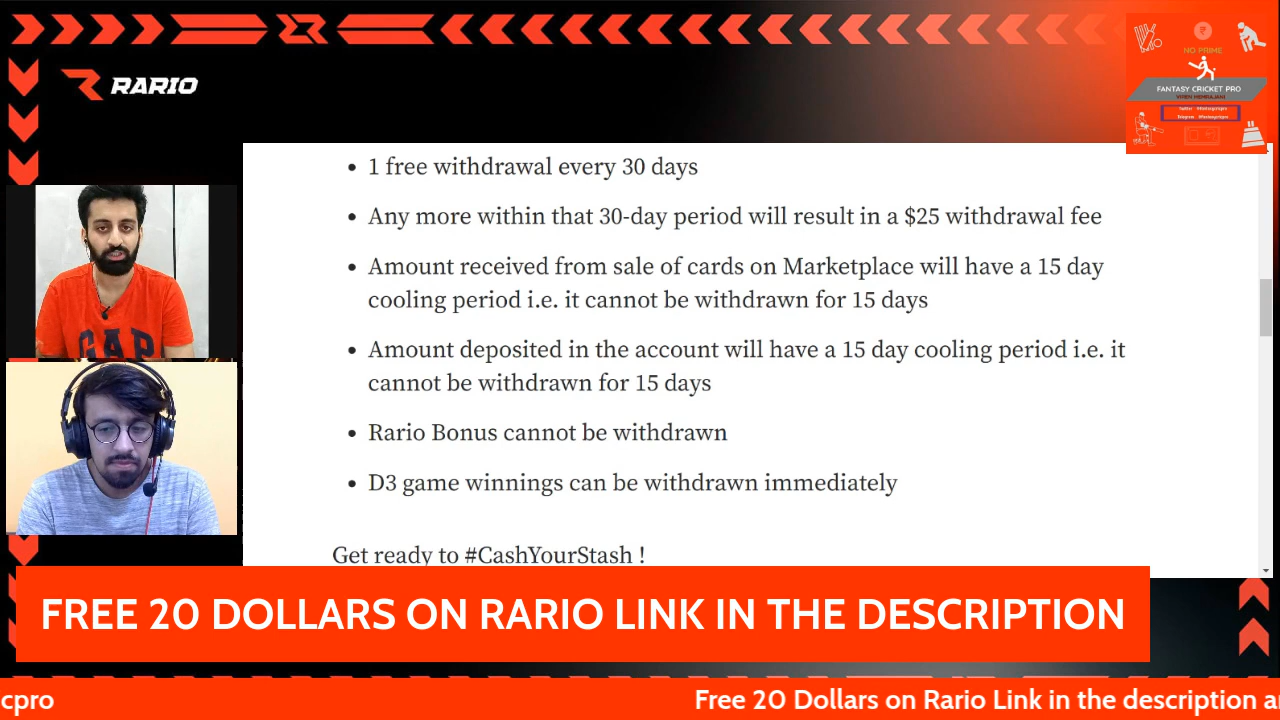 RARIO
NO PRIME
FANTASY CRICKET PRO
VIREN HEMRAJANI
1 free withdrawal every 30 days
Any more within that 30-day period will result in a $25 withdrawal fee
Amount received from sale of cards on Marketplace will have a 15 day
cooling period i.e. it cannot be withdrawn for 15 days
Amount deposited in the account will have a 15 day cooling period i.e. it
cannot be withdrawn for 15 days
Rario Bonus cannot be withdrawn
D3 game winnings can be withdrawn immediately
Get ready to #CashYourStash !
GAP
FREE 20 DOLLARS ON RARIO LINK IN THE DESCRIPTION
cpro
Free 20 Dollars on Rario Link in the description a